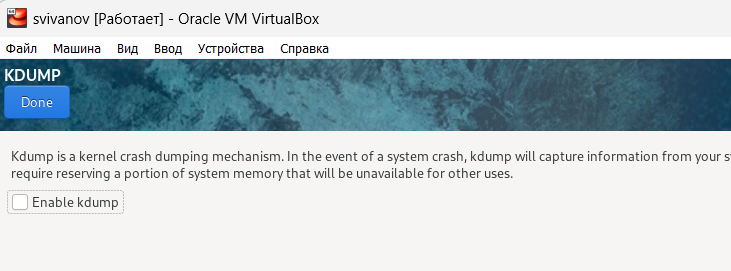 svivanov [Работает] - Oracle VM VirtualBox
Файл Машина Вид Ввод Устройства Справка
KDUMP
Done
Kdump is a kernel crash dumping mechanism. In the event of a system crash, kdump will capture information from your
require reserving a portion of system memory that will be unavailable for other uses.
Enable kdump